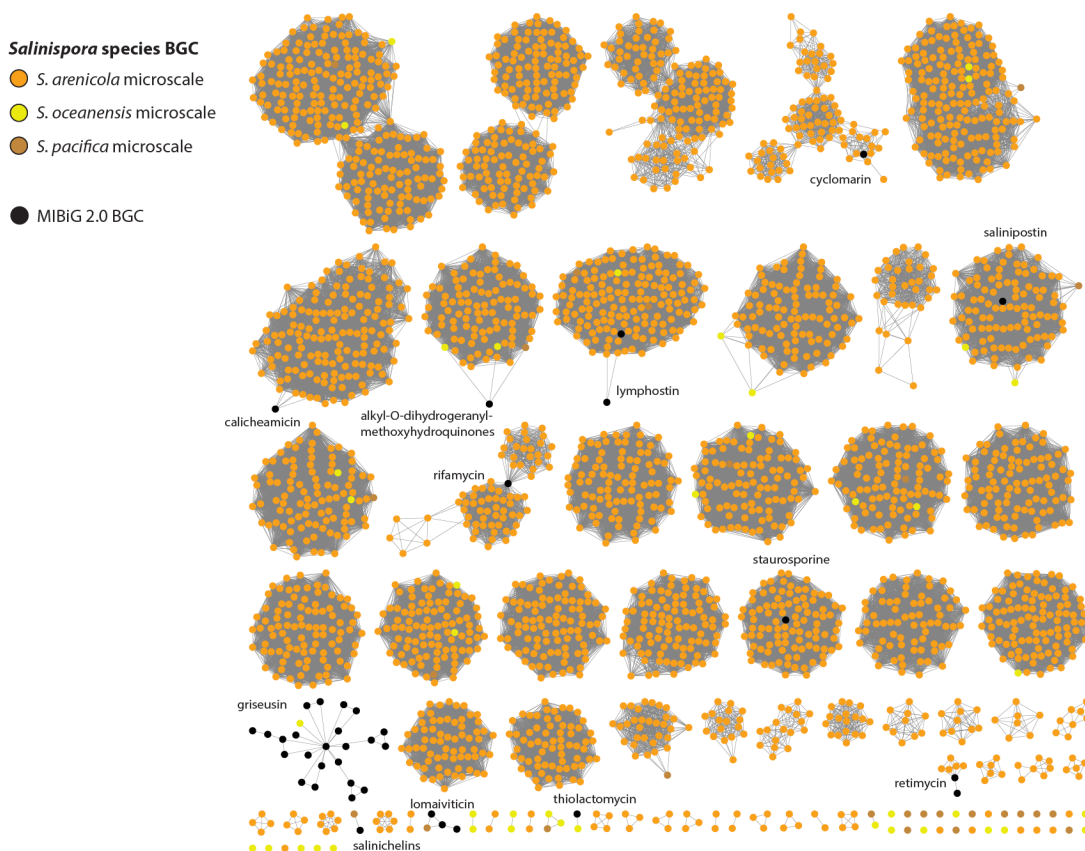 Salinispora species BGC
S. arenicola microscale
S. oceanensis microscale
S. pacifica microscale
MIBiG 2.0 BGC
cyclomarin
salinipostin
calicheamicin
alkyl-O-dihydrogeranyl-
methoxyhydroquinones
lymphostin
rifamycin
staurosporine
griseusin
retimycin
lomaiviticin
thiolactomycin
salinichelins